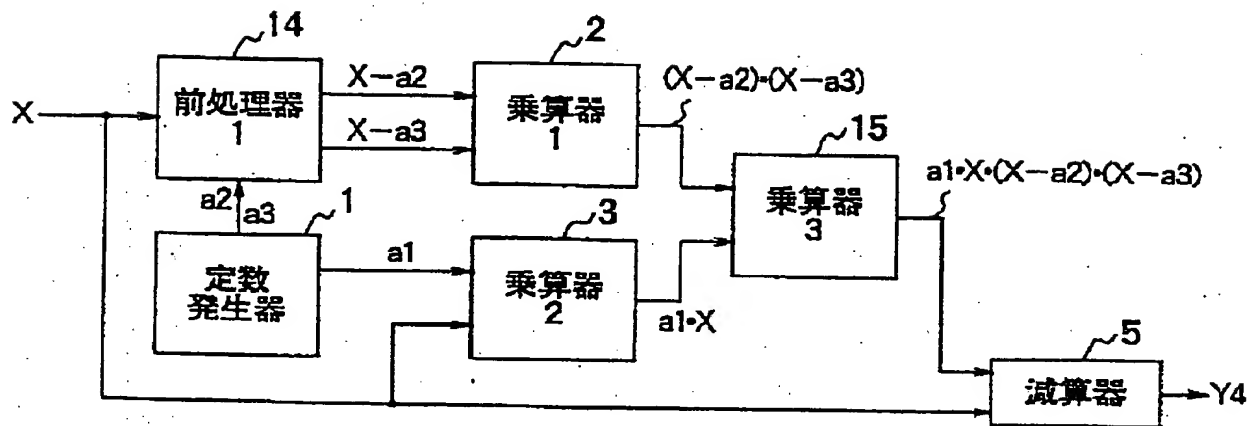 14
2
X
前処理器
1
X−a2
X−a3
乗算器
1
(X−a2)・(X−a3)
15
a2
a3
1
3
乗算器
3
a1・X・(X−a2)・(X−a3)
定数
発生器
a1
乗算器
2
a1・X
5
減算器
Y4